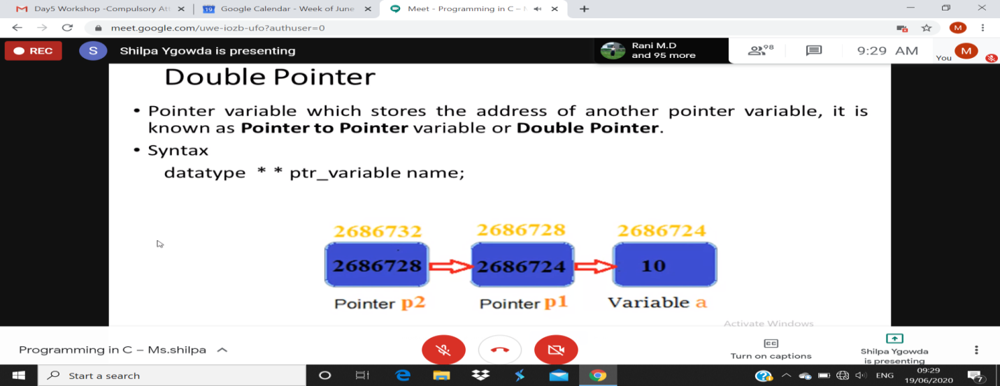 Day5 Workshop -Compulsory Att
19 Google Calendar - Week of June
Meet - Programming in C –
meet.google.com/uwe-iozb-ufo?authuser=0
M
REC
S
Shilpa Ygowda is presenting
Rani M.D
and 95 more
98
9:29 AM
You
M
Double Pointer
• Pointer variable which stores the address of another pointer variable, it is
known as Pointer to Pointer variable or Double Pointer.
• Syntax
datatype * * ptr_variable name;
2686732 2686728 2686724
2686728 2686724 10
Pointer p2 Pointer p1 Variable a
Activate Windows
Programming in C – Ms.shilpa
Turn on captions
Shilpa Ygowda
is presenting
Start a search
ENG
09:29
19/06/2020
7